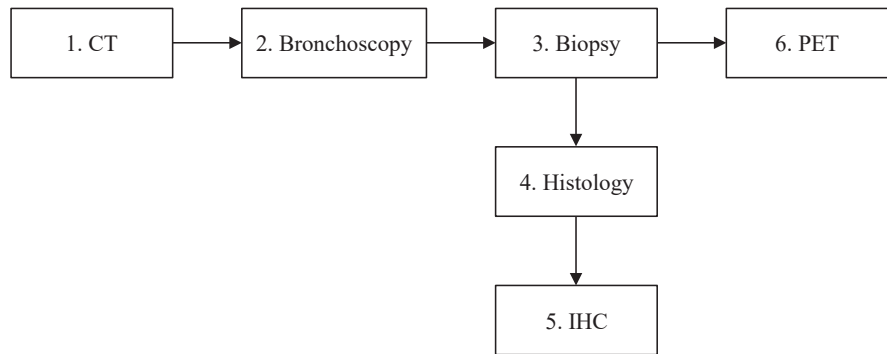 1. CT
2. Bronchoscopy
3. Biopsy
6. PET
4. Histology
5. IHC